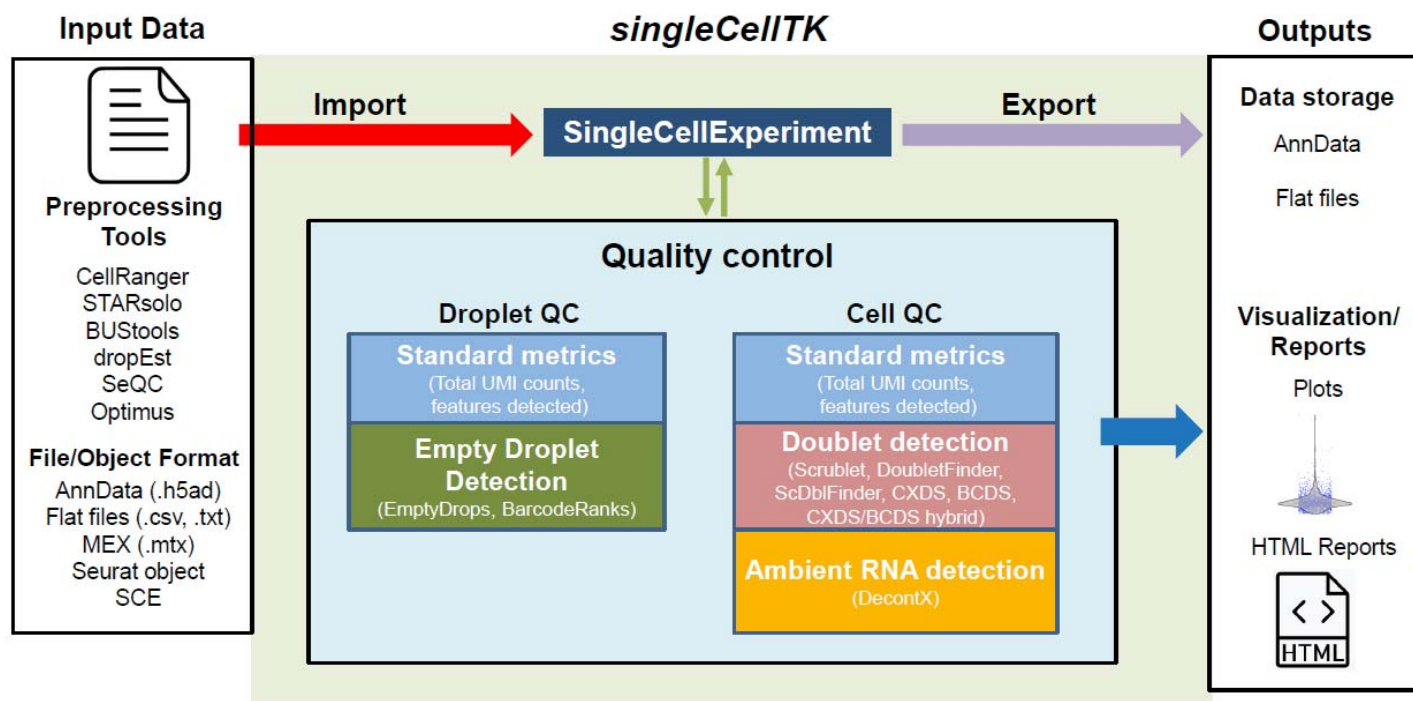 Input Data
singleCellTK
Outputs
Preprocessing
Tools
CellRanger
STARsolo
BUStools
dropEst
SeQC
Optimus
File/Object Format
AnnData (.h5ad)
Flat files (.csv, .txt)
MEX (.mtx)
Seurat object
SCE
Import
SingleCellExperiment
Export
Quality control
Droplet QC
Standard metrics
(Total UMI counts,
features detected)
Empty Droplet
Detection
(EmptyDrops, BarcodeRanks)
Cell QC
Standard metrics
(Total UMI counts,
features detected)
Doublet detection
(Scrublet, DoubletFinder,
ScDblFinder, CXDS, BCDS,
CXDS/BCDS hybrid)
Ambient RNA detection
(DecontX)
Data storage
AnnData
Flat files
Visualization/
Reports
Plots
HTML Reports
< >
HTML